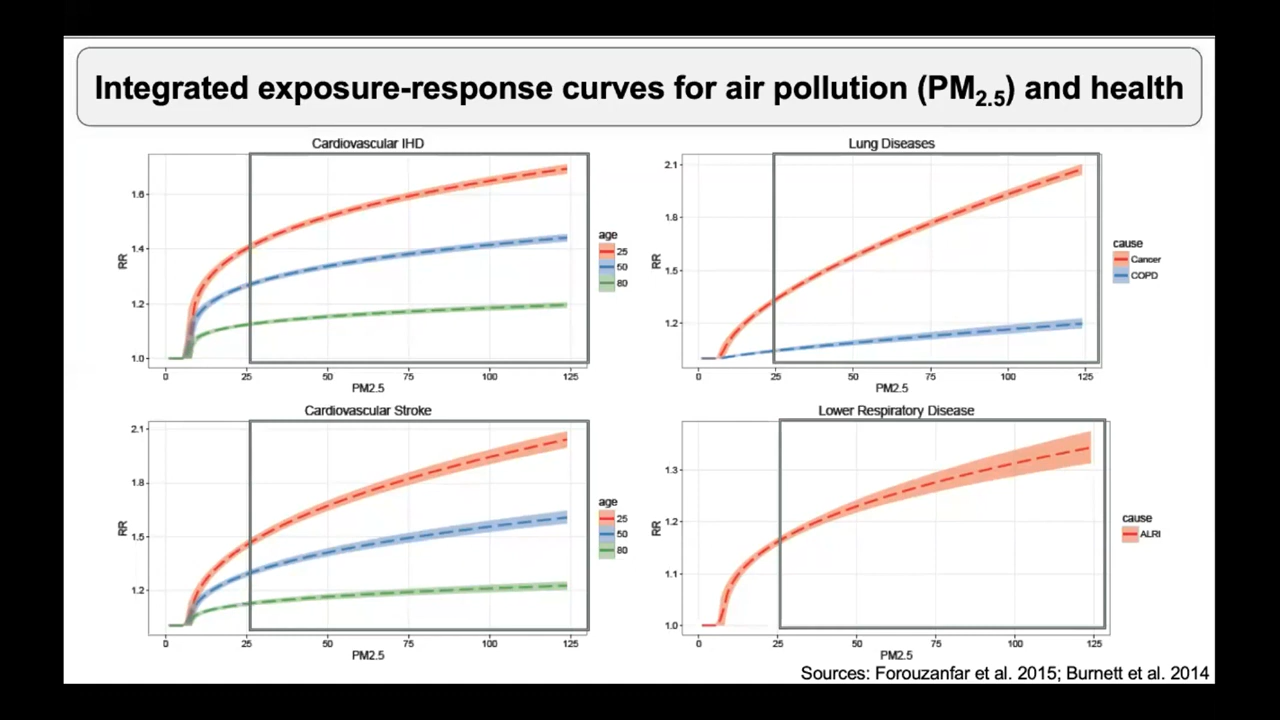 Integrated exposure-response curves for air pollution (PM2.5) and health
Cardiovascular IHD
1.6
1.4
1.2
1.0
RR
0 25 50 75 100 125
PM2.5
age
25
50
80
Lung Diseases
2.1
1.8
1.5
1.2
RR
0 25 50 75 100 125
PM2.5
cause
Cancer
COPD
Cardiovascular Stroke
2.1
1.8
1.5
1.2
RR
0 25 50 75 100 125
PM2.5
age
25
50
80
Lower Respiratory Disease
1.3
1.2
1.1
1.0
RR
0 25 50 75 100 125
PM2.5
cause
ALRI
Sources: Forouzanfar et al. 2015; Burnett et al. 2014